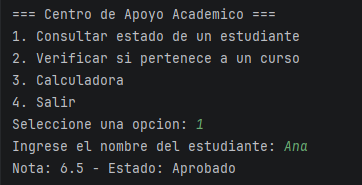 === Centro de Apoyo Academico ===
1. Consultar estado de un estudiante
2. Verificar si pertenece a un curso
3. Calculadora
4. Salir
Seleccione una opcion: 1
Ingrese el nombre del estudiante: Ana
Nota: 6.5 - Estado: Aprobado